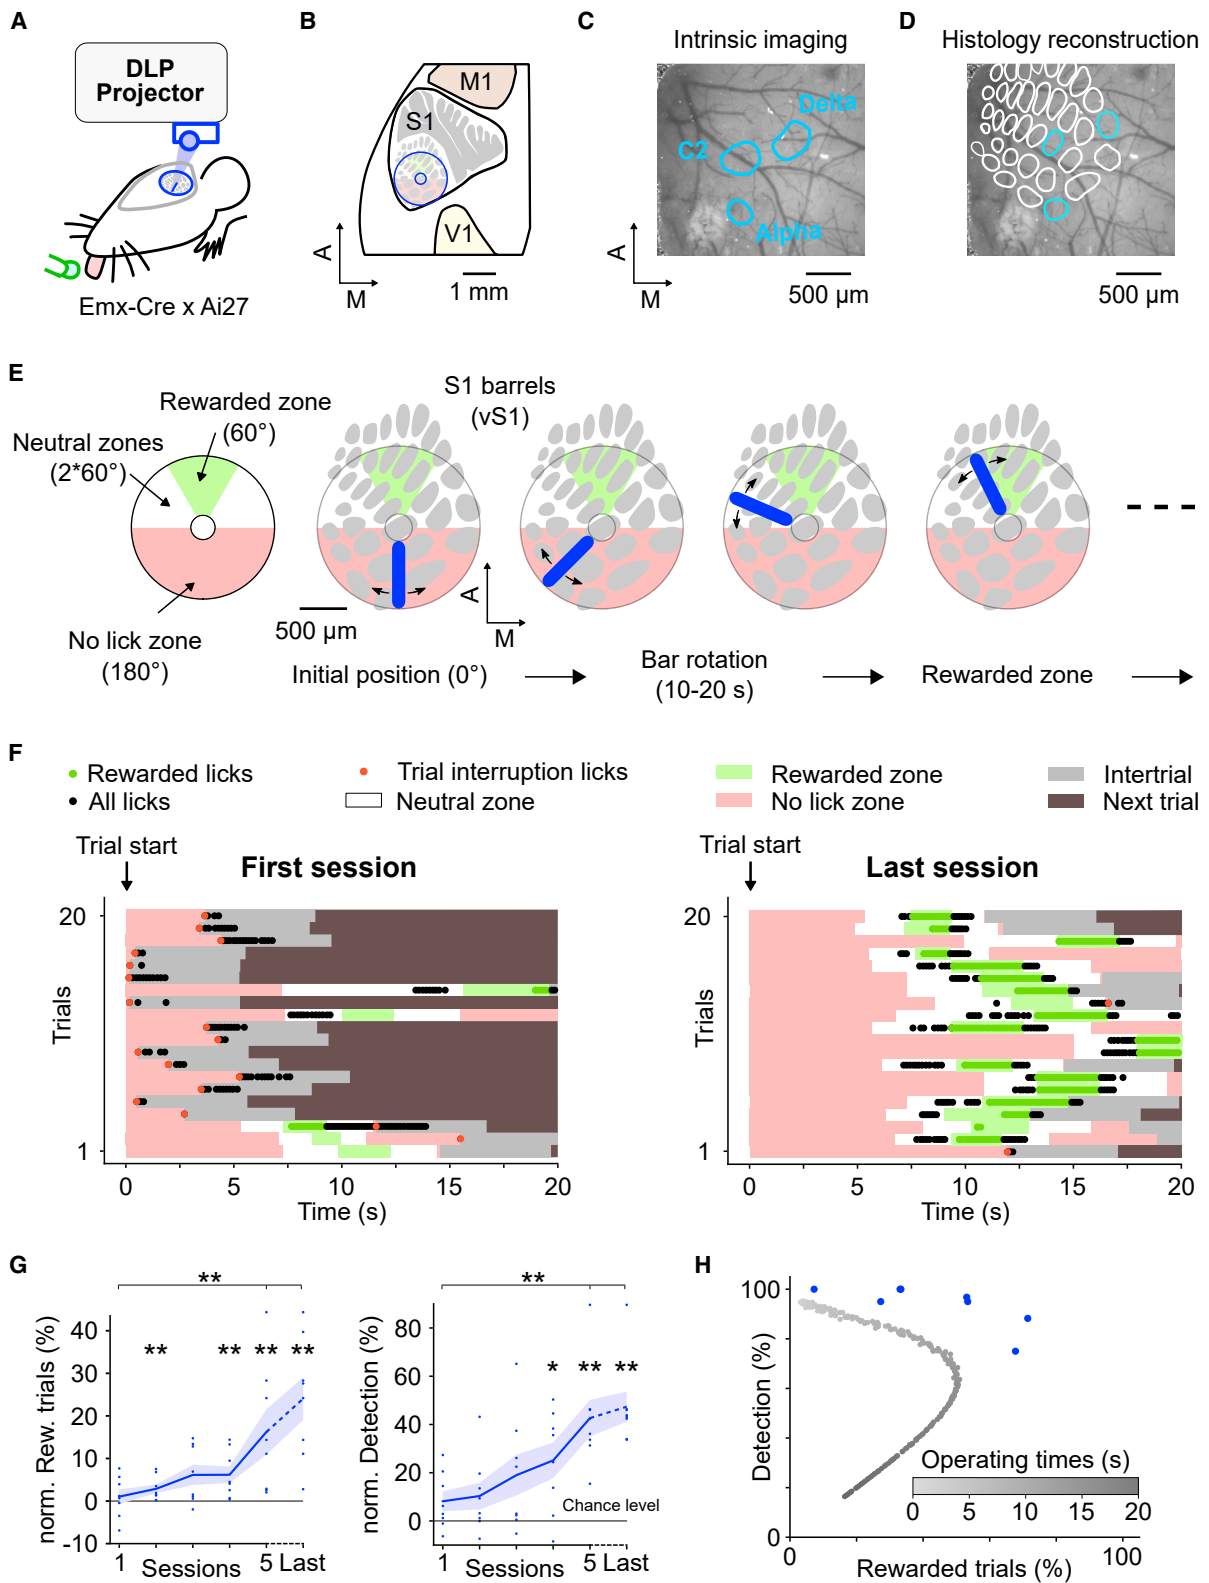 A
DLP
Projector
Emx-Cre x Ai27
B
M1
S1
V1
A
M
1 mm
C
Intrinsic imaging
Delta
C2
Alpha
A
M
500 µm
D
Histology reconstruction
500 µm
E
Rewarded zone
(60°)
Neutral zones
(2*60°)
No lick zone
(180°)
S1 barrels
(vS1)
500 µm
A
M
Initial position (0°)
Bar rotation
(10-20 s)
Rewarded zone
F
Rewarded licks
All licks
Trial interruption licks
Neutral zone
Rewarded zone
No lick zone
Intertrial
Next trial
Trial start
First session
20
Trials
1
0 5 10 15 20
Time (s)
Trial start
Last session
20
Trials
1
0 5 10 15 20
Time (s)
G
**
norm. Rew. trials (%)
40
30
20
10
0
-10
** ** ** **
1 Sessions 5 Last
**
norm. Detection (%)
80
60
40
20
0
* ** **
Chance level
1 Sessions 5 Last
H
100
Detection (%)
0
Operating times (s)
0 5 10 15 20
0 100
Rewarded trials (%)